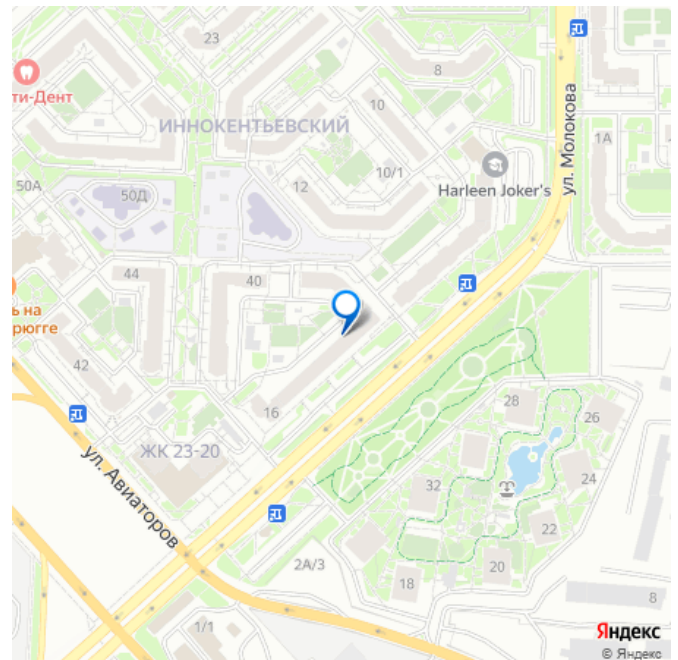 23
8
ти-Дент
10
ул. Молокова
ИННОКЕНТЬЕВСКИЙ
1А
10/1
50А
50Д
12
Harleen Joker's
44
40
ь на
рюгге
42
16
28
26
ЖК 23-20
ул. Авиаторов
32
24
22
2А/3
20
18
8
1/1
Яндекс
© Яндекс